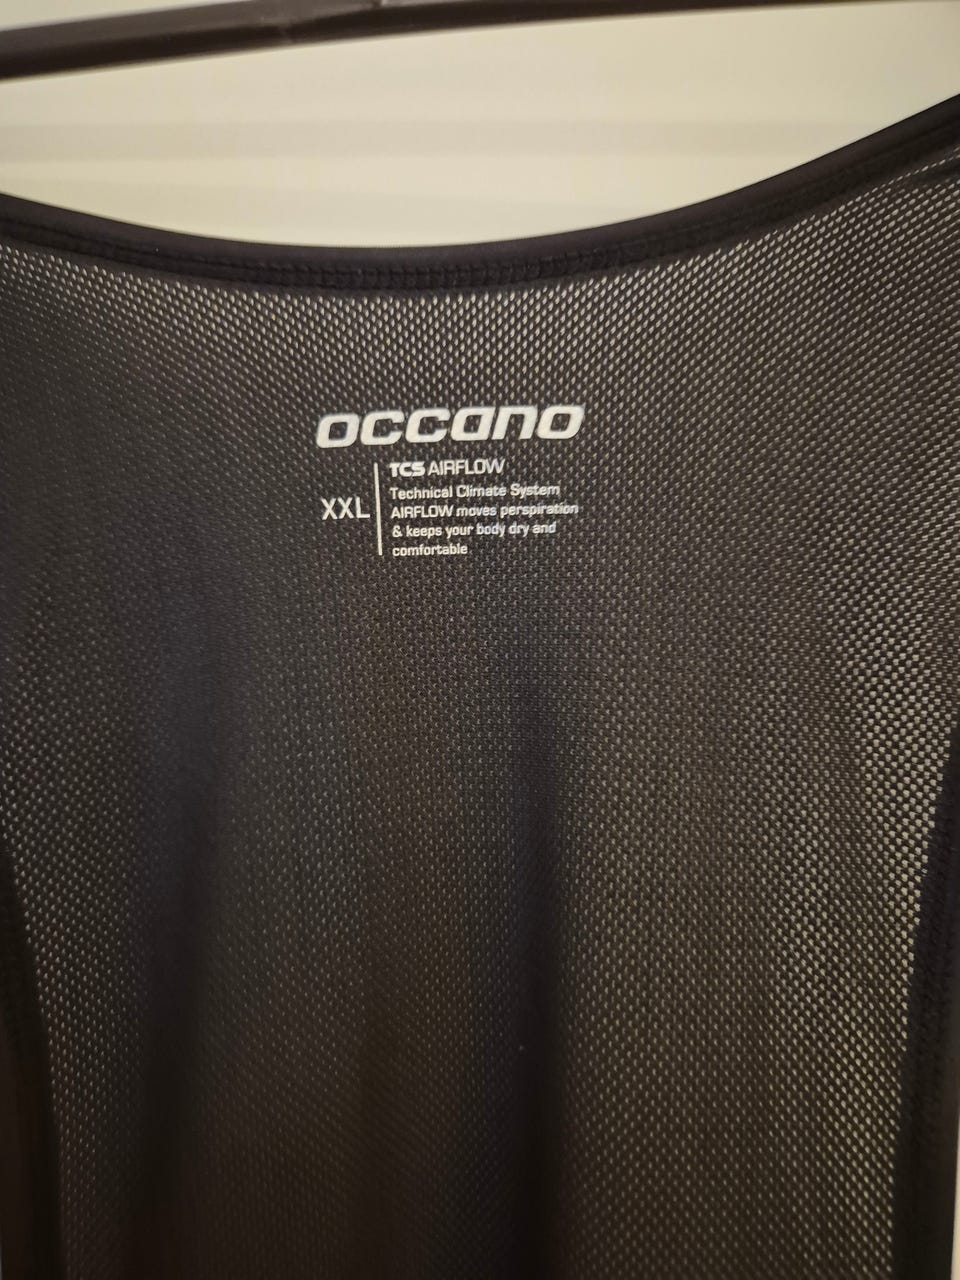 occano
TCS AIRFLOW
Technical Climate System
XXL
AIRFLOW moves perspiration
& keeps your body dry and
comfortable